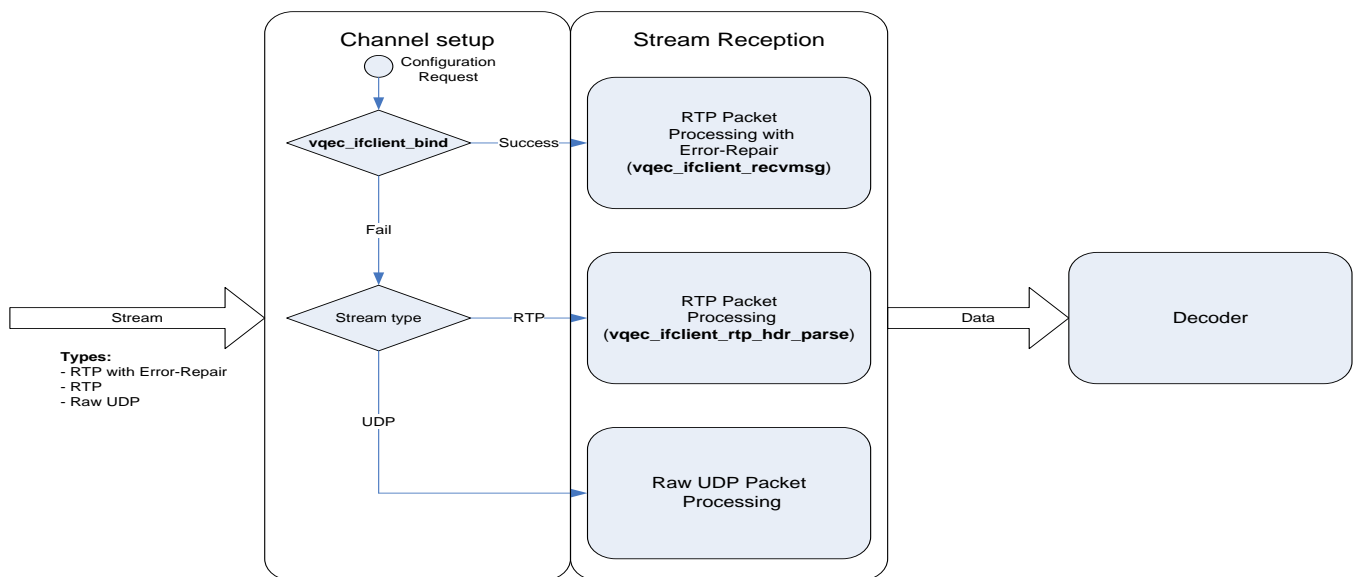 Channel setup
Stream Reception
Configuration
Request
vqec_ifclient_bind
Success
RTP Packet
Processing with
Error-Repair
(vqec_ifclient_recvmsg)
Fail
Stream
Types:
- RTP with Error-Repair
- RTP
- Raw UDP
Stream type
RTP
RTP Packet
Processing
(vqec_ifclient_rtp_hdr_parse)
Data
Decoder
UDP
Raw UDP Packet
Processing